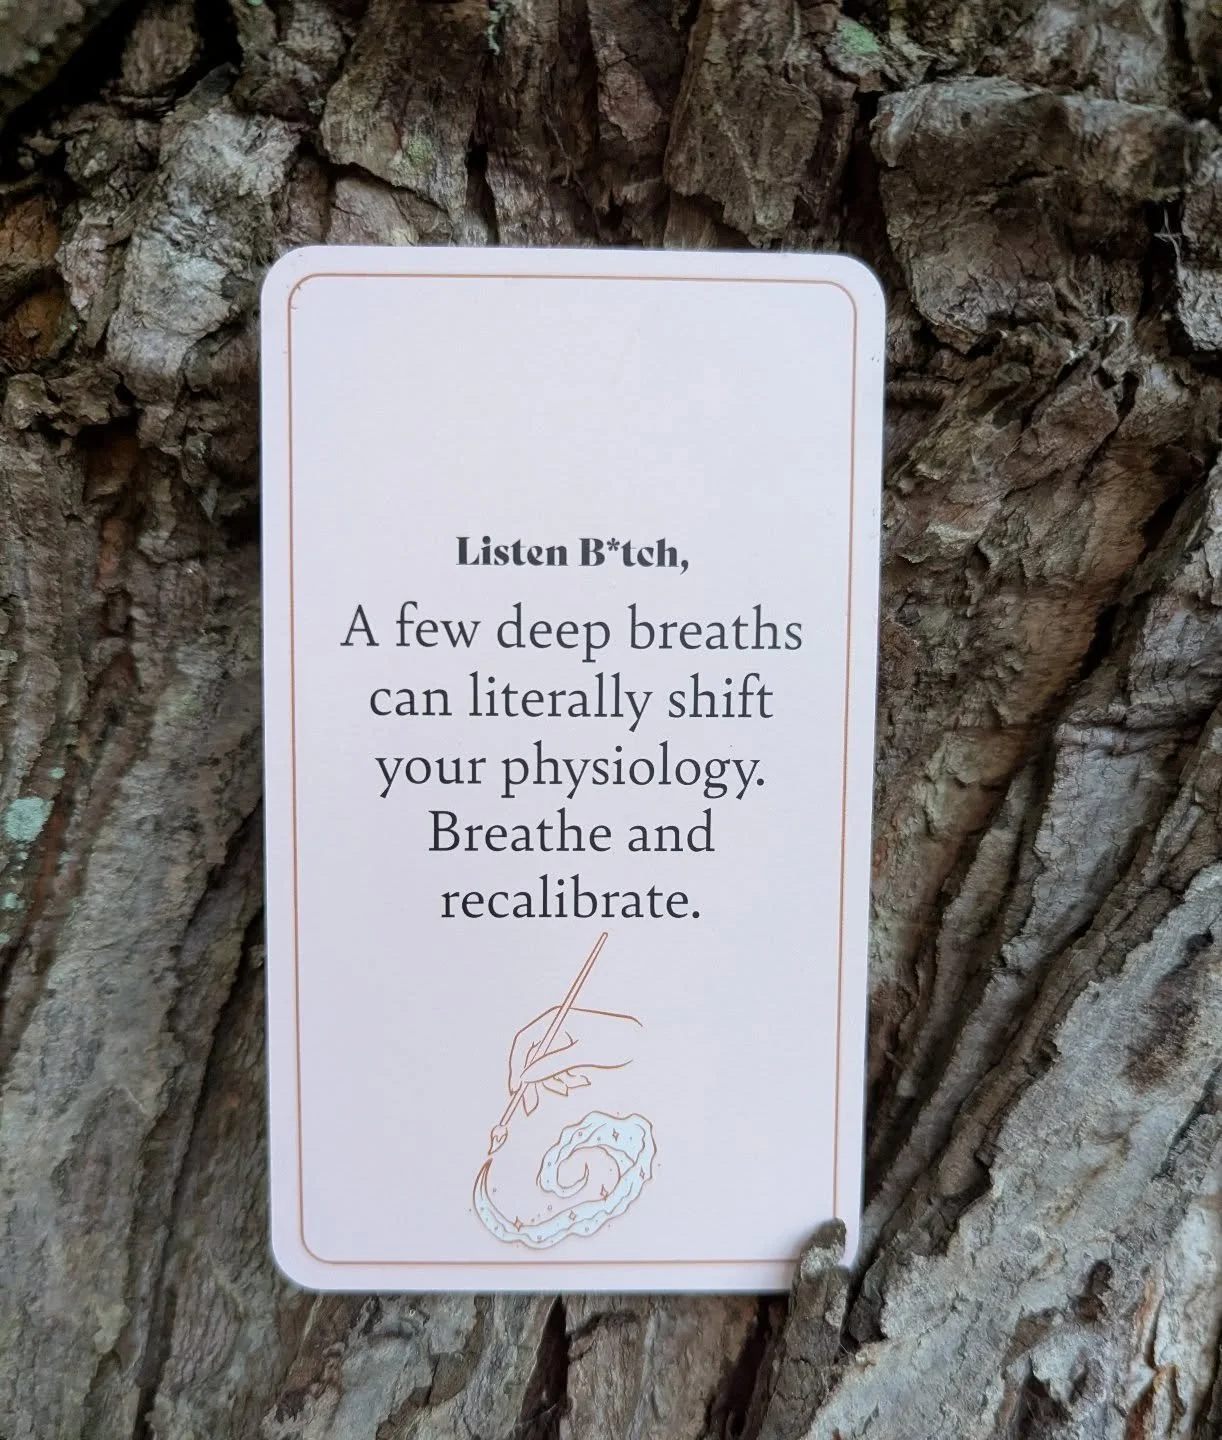 Listen B*tch,
A few deep breaths
can literally shift
your physiology.
Breathe and
recalibrate.